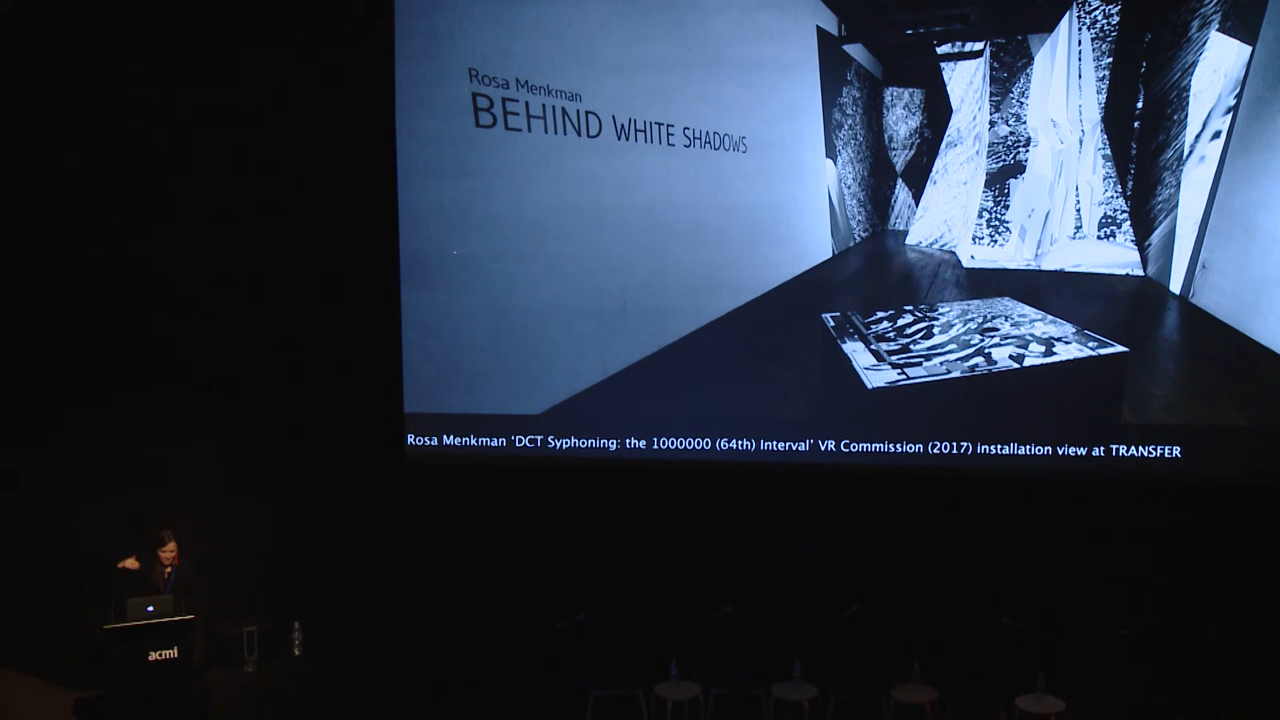 Rosa Menkman
BEHIND WHITE SHADOWS
Rosa Menkman ‘DCT Syphoning: the 1000000 (64th) Interval’ VR Commission (2017) installation view at TRANSFER
acmi